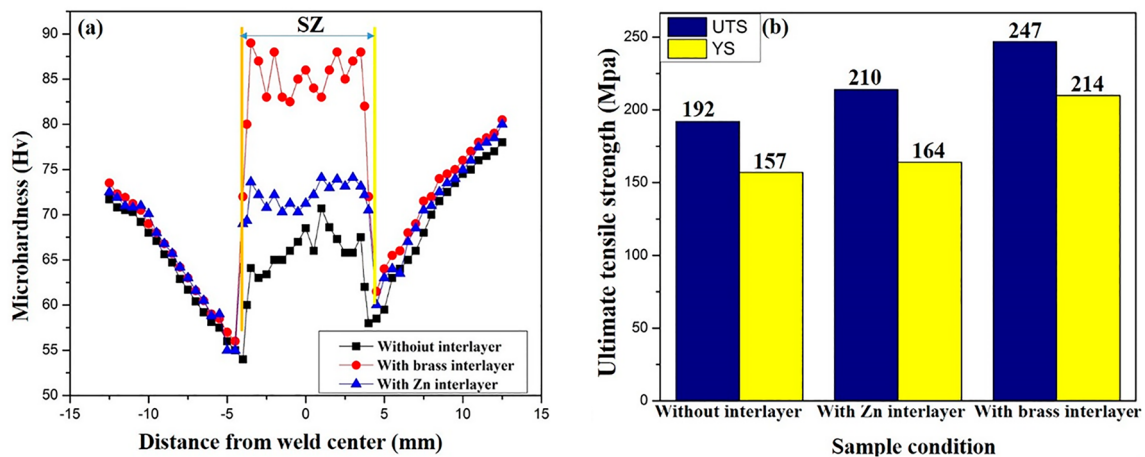 (a)
SZ
Microhardness (Hv)
90
85
80
75
70
65
60
55
50
Withoiut interlayer
With brass interlayer
With Zn interlayer
-15 -10 -5 0 5 10 15
Distance from weld center (mm)
(b)
UTS
YS
Ultimate tensile strength (Mpa)
250
200
150
100
50
0
192
157
210
164
247
214
Without interlayer With Zn interlayer With brass interlayer
Sample condition